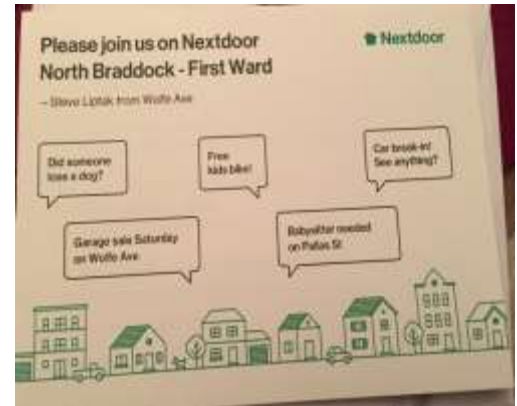 Please join us on Nextdoor
North Braddock - First Ward
Nextdoor
– Steve Liptak from Wolfe Ave
Did someone
lose a dog?
Free
kids bike!
Car break-in!
See anything?
Garage sale Saturday
on Wolfe Ave
Babysitter needed
on Pallas St